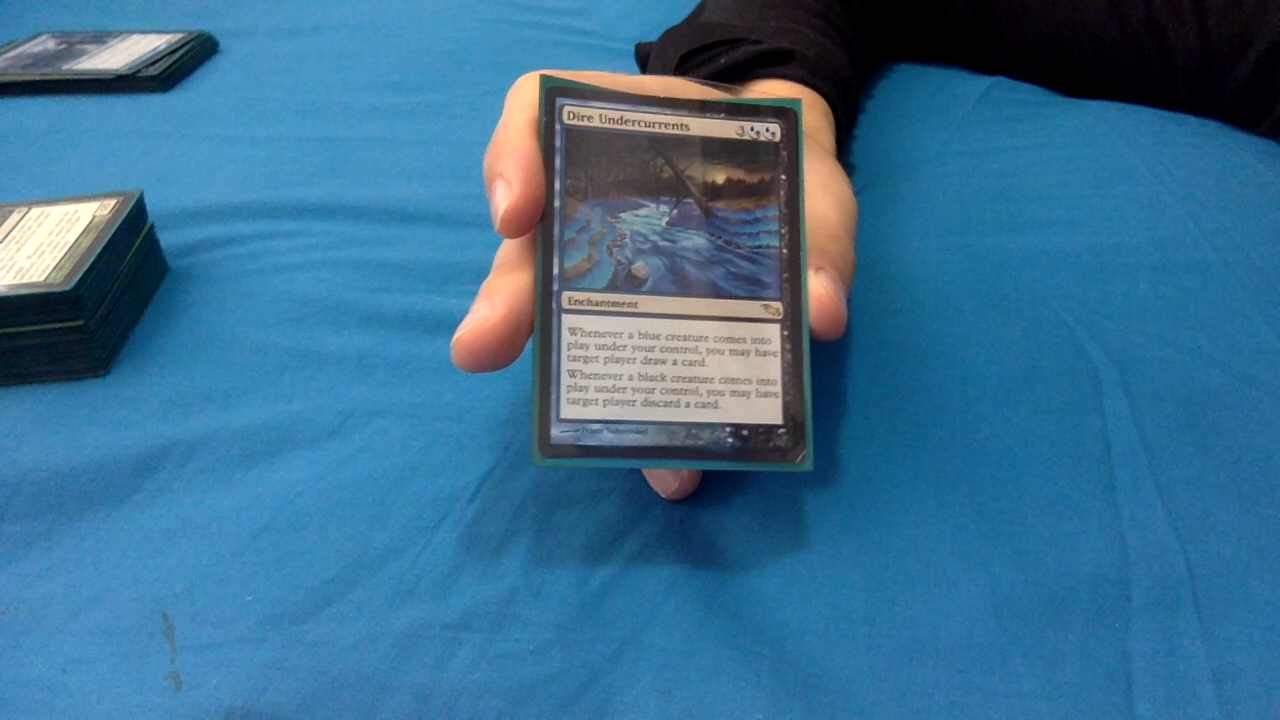 Dire Undercurrents 3
Enchantment
Whenever a blue creature comes into
play under your control, you may have
target player draw a card.
Whenever a black creature comes into
play under your control, you may have
target player discard a card.